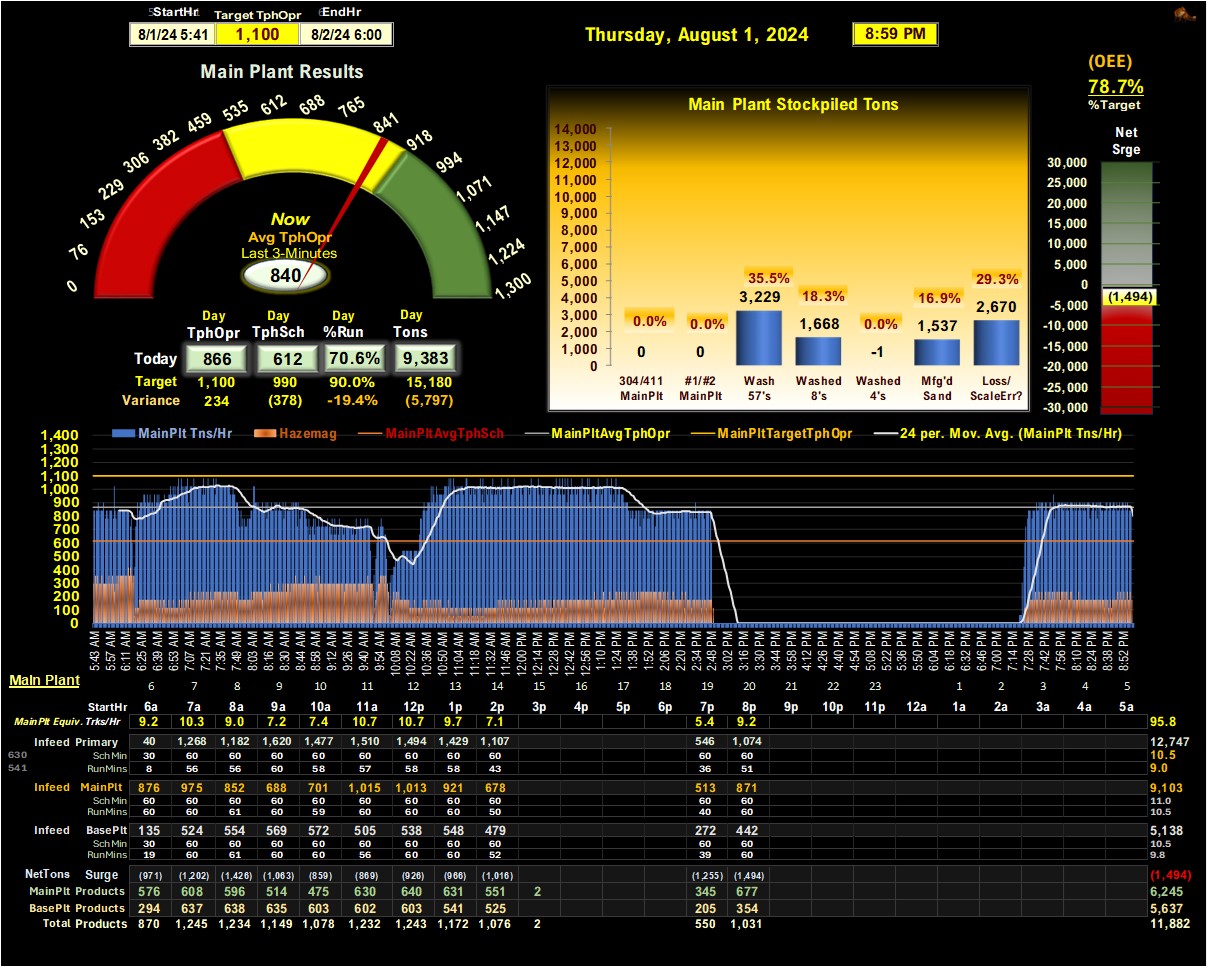 StartHr Target TphOpr EndHr
8/1/24 5:41 1,100 8/2/24 6:00
Thursday, August 1, 2024 8:59 PM
(OEE)
78.7%
%Target
Main Plant Results
0 76 153 229 306 382 459 535 612 688 765 841 918 994 1,071 1,147 1,224 1,300
Now
Avg TphOpr
Last 3-Minutes
840
Day Day Day Day
TphOpr TphSch %Run Tons
Today 866 612 70.6% 9,383
Target 1,100 990 90.0% 15,180
Variance 234 (378) -19.4% (5,797)
Main Plant Stockpiled Tons
14,000
13,000
12,000
11,000
10,000
9,000
8,000
7,000
6,000
5,000
4,000
3,000
2,000
1,000
0
0.0% 0.0% 35.5% 18.3% 0.0% 16.9% 29.3%
0 0 3,229 1,668 -1 1,537 2,670
304/411 #1/#2 Wash Washed Washed Mfg'd Loss/
MainPlt MainPlt 57's 8's 4's Sand ScaleErr?
Net
Srge
30,000
25,000
20,000
15,000
10,000
5,000
0
-5,000
-10,000
-15,000
-20,000
-25,000
-30,000
(1,494)
MainPlt Tns/Hr Hazemag MainPltAvgTphSch MainPltAvgTphOpr MainPltTargetTphOpr 24 per. Mov. Avg. (MainPlt Tns/Hr)
1,400
1,300
1,200
1,100
1,000
900
800
700
600
500
400
300
200
100
0
5:43 AM 5:57 AM 6:11 AM 6:25 AM 6:39 AM 6:53 AM 7:07 AM 7:21 AM 7:35 AM 7:49 AM 8:03 AM 8:16 AM 8:30 AM 8:44 AM 8:58 AM 9:12 AM 9:26 AM 9:40 AM 9:54 AM 10:08 AM 10:22 AM 10:36 AM 10:50 AM 11:04 AM 11:18 AM 11:32 AM 11:46 AM 12:00 PM 12:14 PM 12:28 PM 12:42 PM 12:56 PM 1:10 PM 1:24 PM 1:38 PM 1:52 PM 2:06 PM 2:20 PM 2:34 PM 2:48 PM 3:02 PM 3:16 PM 3:30 PM 3:44 PM 3:58 PM 4:12 PM 4:26 PM 4:40 PM 4:54 PM 5:08 PM 5:22 PM 5:36 PM 5:50 PM 6:04 PM 6:18 PM 6:32 PM 6:46 PM 7:00 PM 7:14 PM 7:28 PM 7:42 PM 7:56 PM 8:10 PM 8:24 PM 8:38 PM 8:52 PM
Main Plant
6 7 8 9 10 11 12 13 14 15 16 17 18 19 20 21 22 23 1 2 3 4 5
StartHr 6a 7a 8a 9a 10a 11a 12p 1p 2p 3p 4p 5p 6p 7p 8p 9p 10p 11p 12a 1a 2a 3a 4a 5a
MainPlt Equiv. Trks/Hr 9.2 10.3 9.0 7.2 7.4 10.7 10.7 9.7 7.1 5.4 9.2 95.8
Infeed Primary 40 1,268 1,182 1,620 1,477 1,510 1,494 1,429 1,107 546 1,074 12,747
630 SchMin 30 60 60 60 60 60 60 60 60 60 60 10.5
541 RunMins 8 56 56 60 58 57 58 58 43 36 51 9.0
Infeed MainPlt 876 975 852 688 701 1,015 1,013 921 678 513 871 9,103
SchMin 60 60 60 60 60 60 60 60 60 60 60 11.0
RunMins 60 60 61 60 59 60 60 60 50 40 60 10.5
Infeed BasePlt 135 524 554 569 572 505 538 548 479 272 442 5,138
SchMin 30 60 60 60 60 60 60 60 60 60 60 10.5
RunMins 19 60 61 60 60 56 60 60 52 39 60 9.8
NetTons Surge (971) (1,202) (1,426) (1,063) (859) (869) (926) (966) (1,016) (1,255) (1,494) (1,494)
MainPlt Products 576 608 596 514 475 630 640 631 551 2 345 677 6,245
BasePlt Products 294 637 638 635 603 602 603 541 525 205 354 5,637
Total Products 870 1,245 1,234 1,149 1,078 1,232 1,243 1,172 1,076 2 550 1,031 11,882